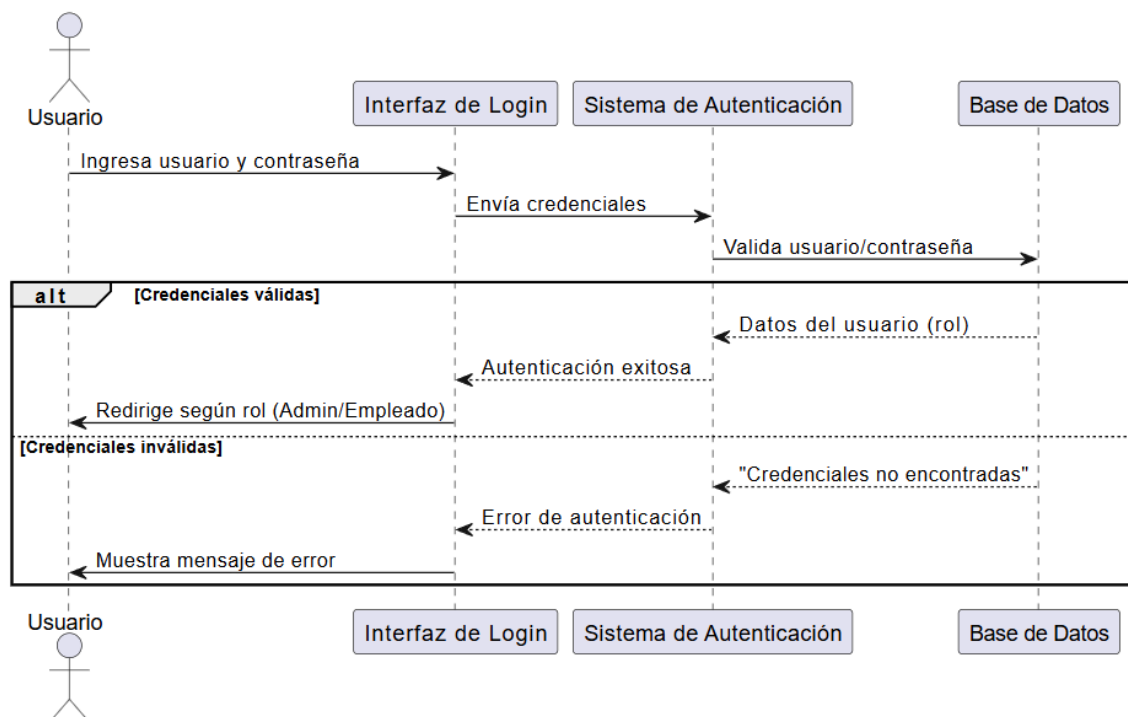 Usuario
Interfaz de Login
Sistema de Autenticación
Base de Datos
Ingresa usuario y contraseña
Envía credenciales
Valida usuario/contraseña
alt
[Credenciales válidas]
Datos del usuario (rol)
Autenticación exitosa
Redirige según rol (Admin/Empleado)
[Credenciales inválidas]
"Credenciales no encontradas"
Error de autenticación
Muestra mensaje de error
Usuario
Interfaz de Login
Sistema de Autenticación
Base de Datos